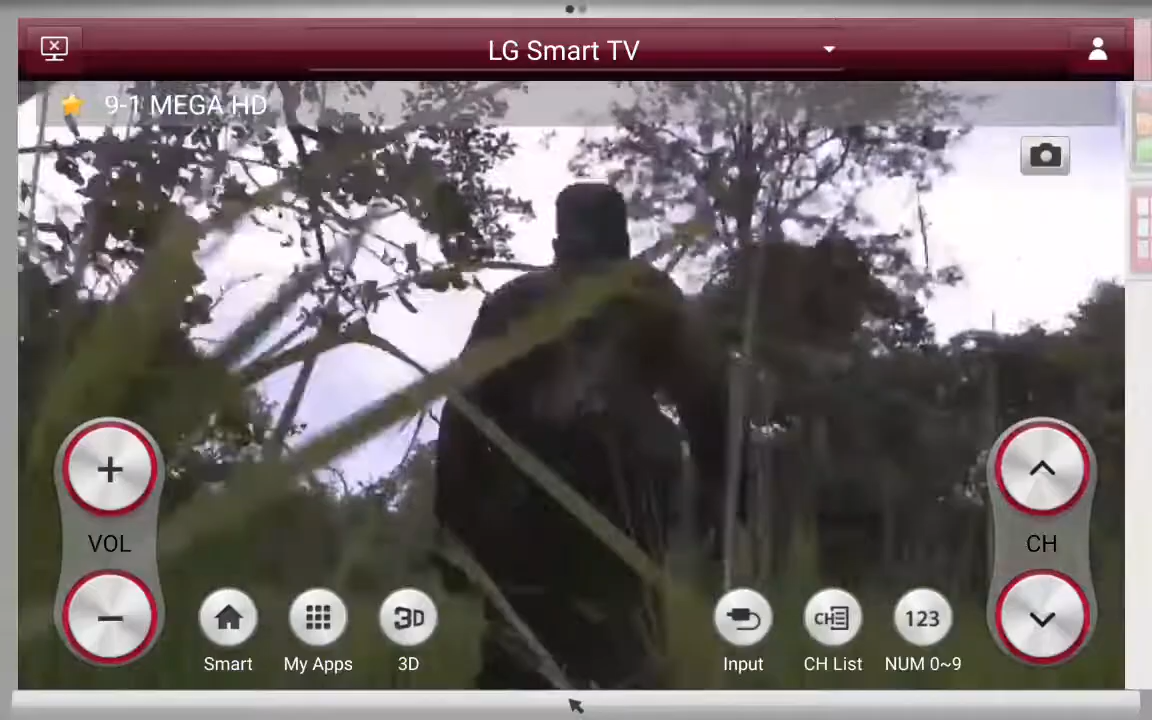 LG Smart TV
9-1 MEGA HD
VOL
CH
3D
CH
123
Smart
My Apps
3D
Input
CH List
NUM 0~9